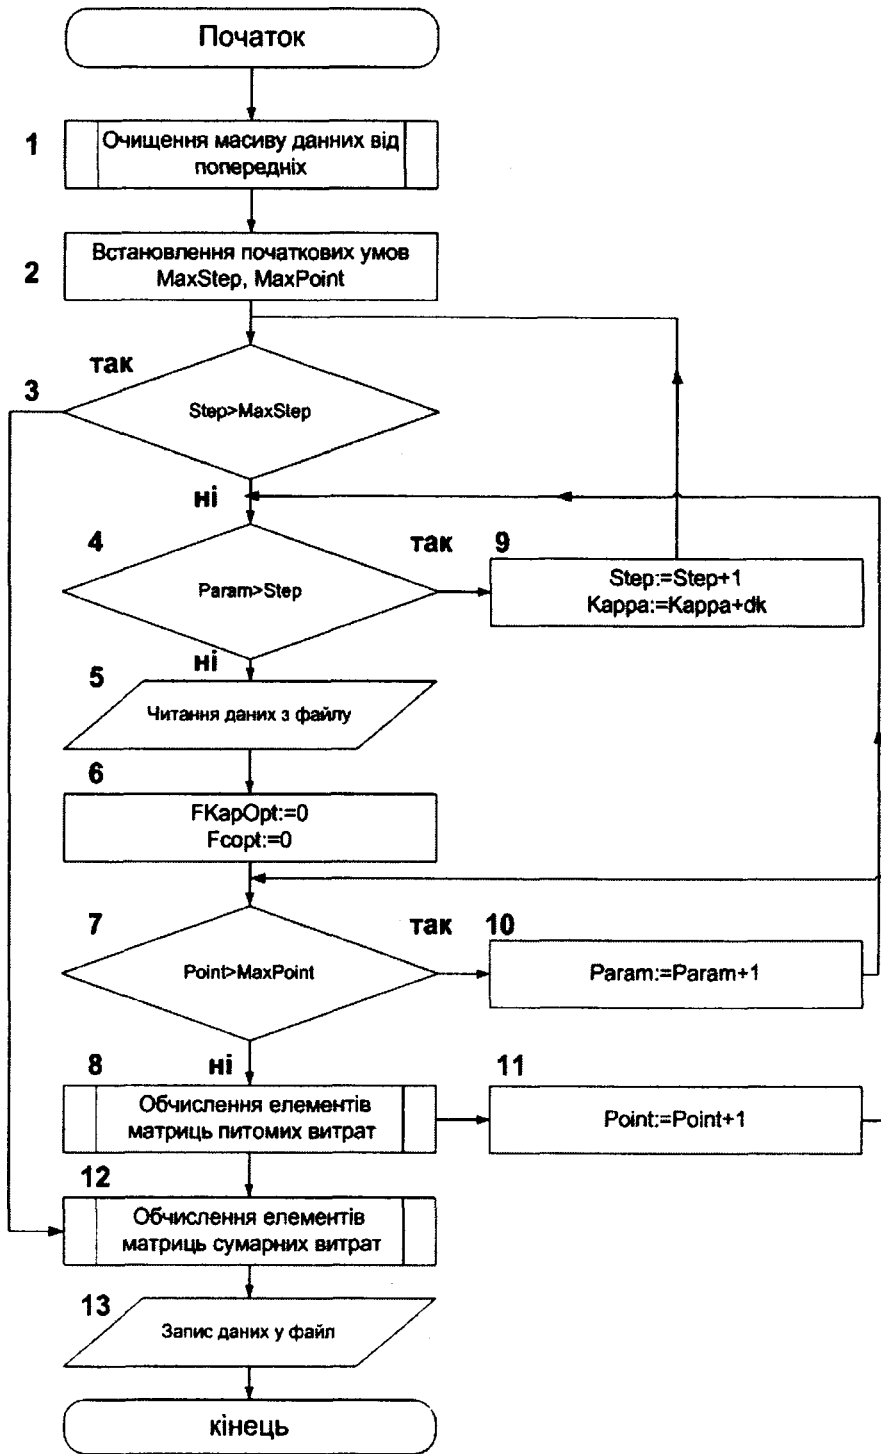 Початок
1
Очищення масиву данних від
попередніх
2
Встановлення початкових умов
MaxStep, MaxPoint
так
3
Step>MaxStep
ні
4
так
9
Param>Step
Step:=Step+1
Kappa:=Kappa+dk
ні
5
Читання даних з файлу
6
FKapOpt:=0
Fcopt:=0
7
так
10
Point>MaxPoint
Param:=Param+1
ні
8
11
Обчислення елементів
матриць питомих витрат
Point:=Point+1
12
Обчислення елементів
матриць сумарних витрат
13
Запис даних у файл
кінець